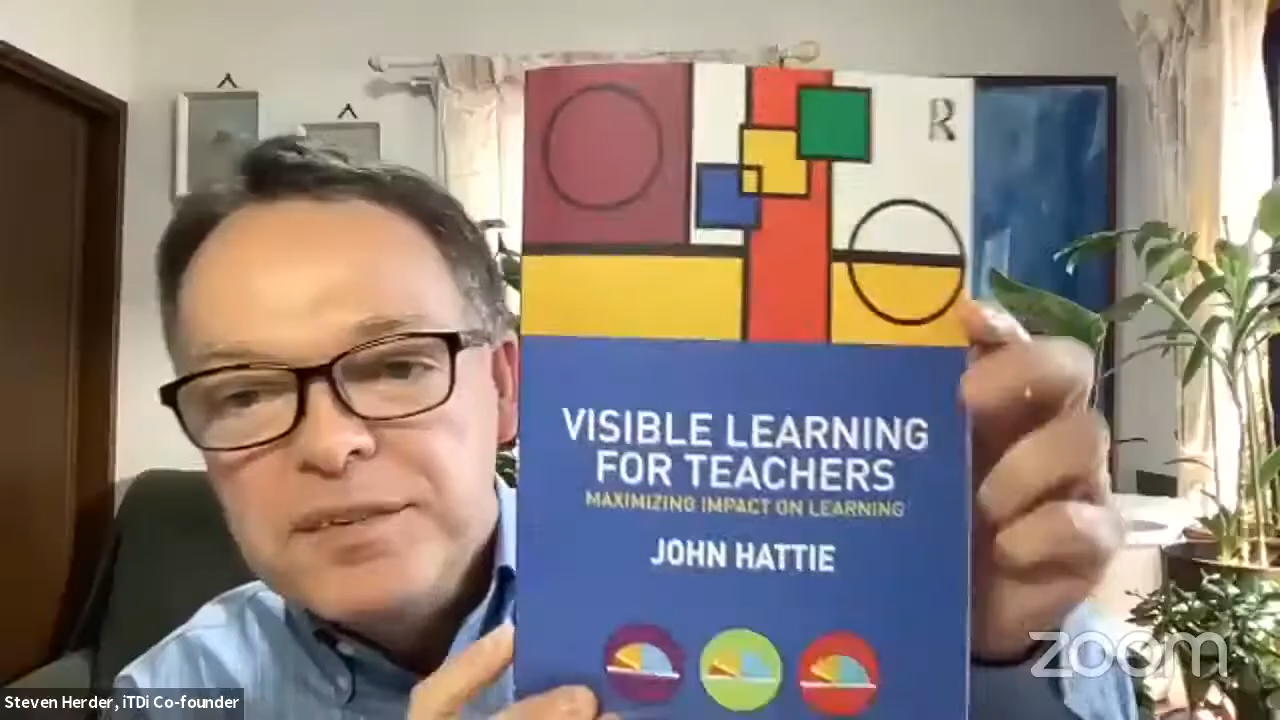 R
VISIBLE LEARNING
FOR TEACHERS
MAXIMIZING IMPACT ON LEARNING
JOHN HATTIE
zoom
Steven Herder, iTDi Co-founder